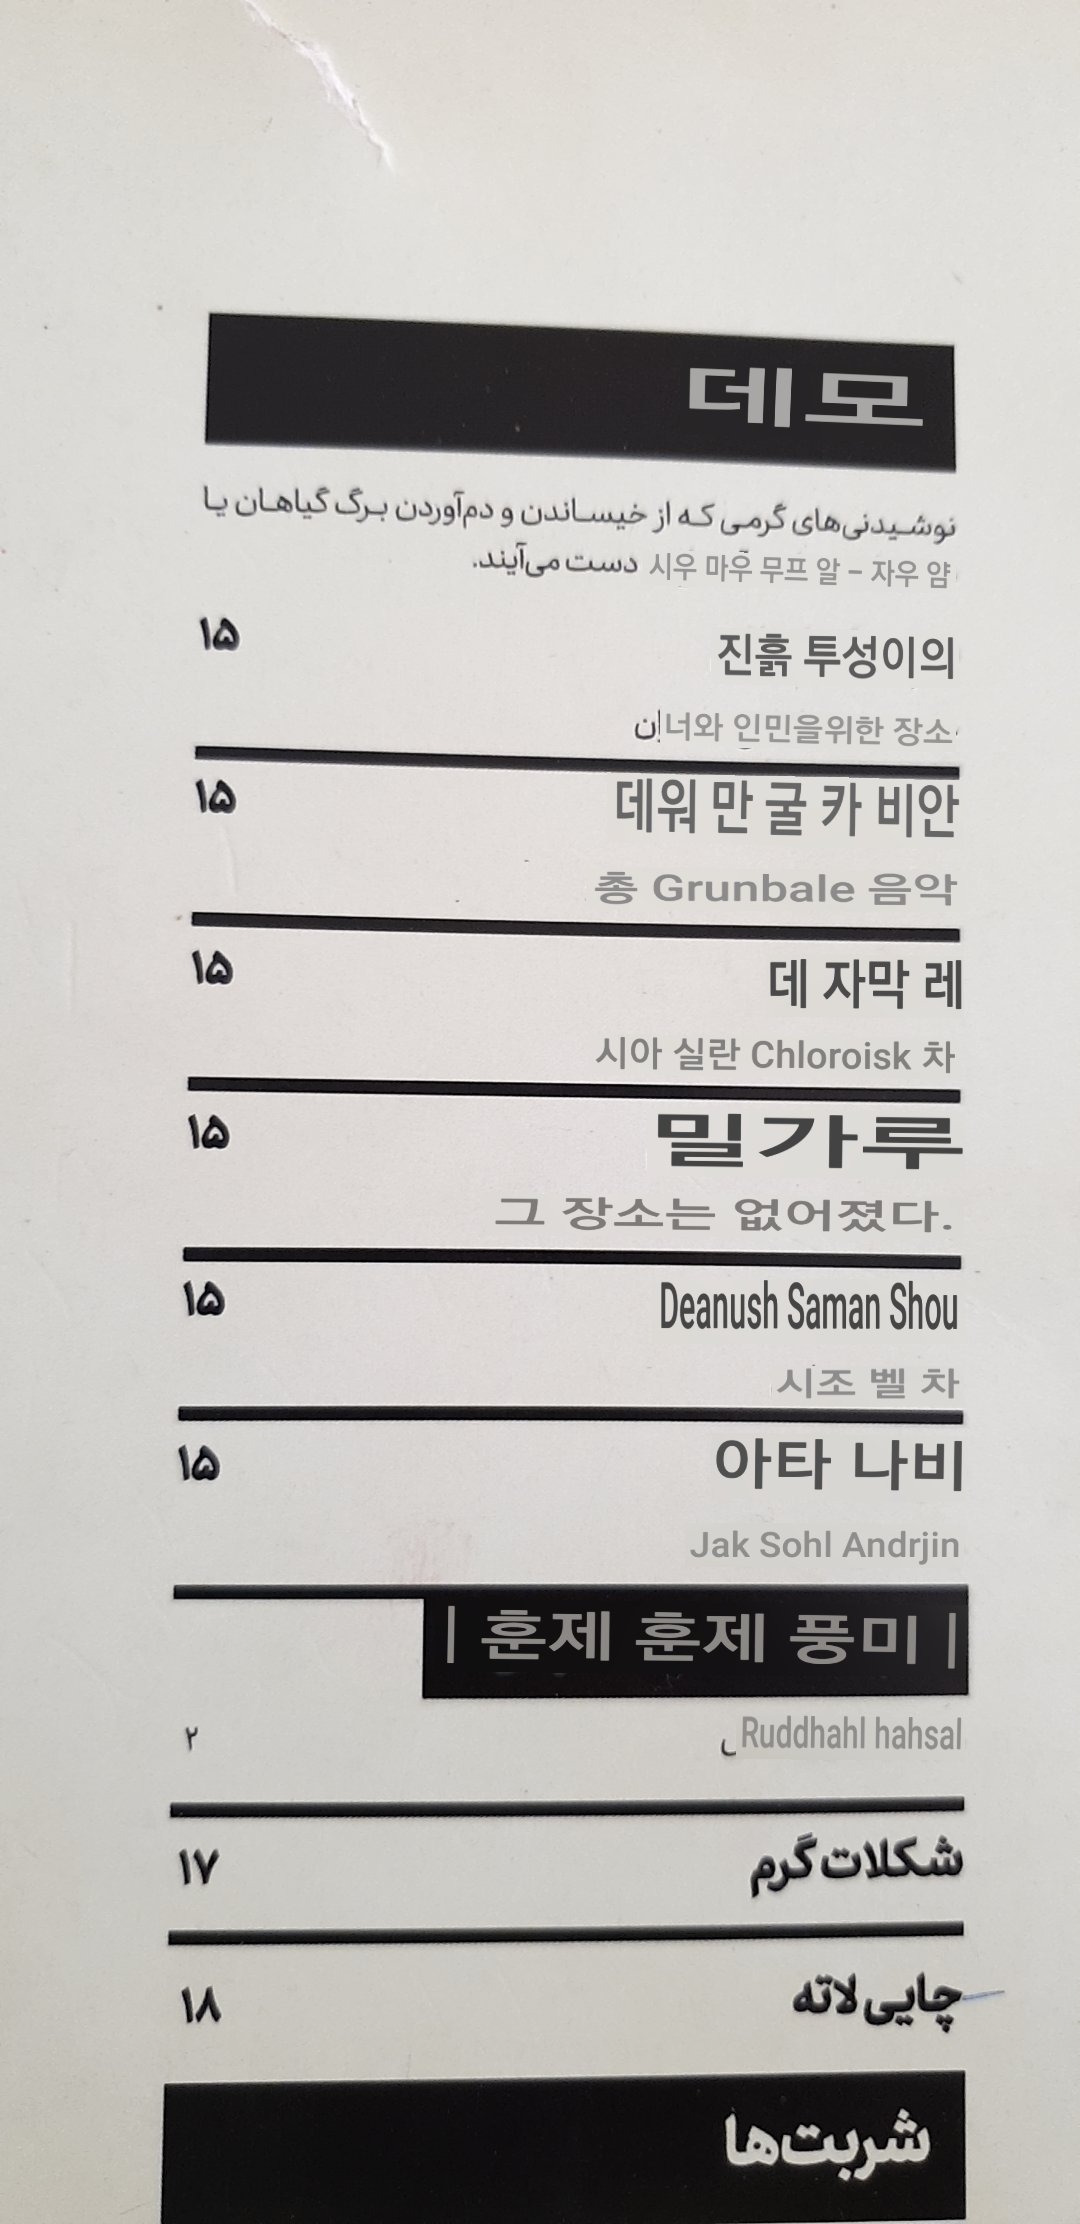 데모
نوشیدنی‌های گرمی که از خیساندن و دم‌آوردن برگ گیاهان یا
시우 마우 무프 알 - 자우 얌 دست می‌آیند.
진흙 투성이의 ۱۵
너와 인민을위한 장소 ان
데워 만 굴 카 비안 ۱۵
총 Grunbale 음악
데 자막 레 ۱۵
시아 실란 Chloroisk 차
밀가루 ۱۵
그 장소는 없어졌다.
Deanush Saman Shou ۱۵
시조 벨 차
아타 나비 ۱۵
Jak Sohl Andrjin
| 훈제 훈제 풍미 |
Ruddhahl hahsal ۲
شکلات گرم ۱۷
چایی لاته ۱۸
شربت‌ها